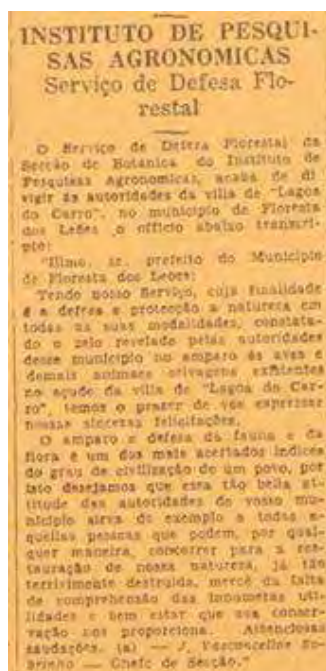 INSTITUTO DE PESQUI-
SAS AGRONOMICAS
Serviço de Defesa Flo-
restal
O Serviço de Defesa Florestal da
Secção de Botanica do Instituto de
Pesquisas Agronomicas, acaba de di
rigir ás autoridades da villa de "Lagoa
do Carro", no municipio de Floresta
dos Leões o officio abaixo transcri-
pto:
"Illmo. sr. prefeito do Municipio
de Floresta dos Leões:
Tendo nosso Serviço, cuja finalidade
é a defesa e protecção a natureza em
todas as suas modalidades, constata-
do o zelo revelado pelas autoridades
desse municipio no amparo ás aves e
demais animaes selvagens existentes
no açude da villa de "Lagoa do Car-
ro", temos o prazer de vos expressar
nossas sinceras felicitações.
O amparo e defesa da fauna e da
flora é um dos mais acertados indices
do grau de civilização de um povo, por
isto desejamos que essa tão bella at-
titude das autoridades do vosso mu-
nicipio sirva de exemplo a todas a-
quellas pessoas que podem, por qual-
quer maneira, concorrer para a res-
tauração de nossa natureza, já tão
terrivimente destruida, mercê da falta
de comprehensão das innumeras uti-
lidades e bem estar que sua conser-
vação nos proporciona. Attenciosas
saudações. (a) — J. Vasconcellos So-
brinho — Chefe de Secção."